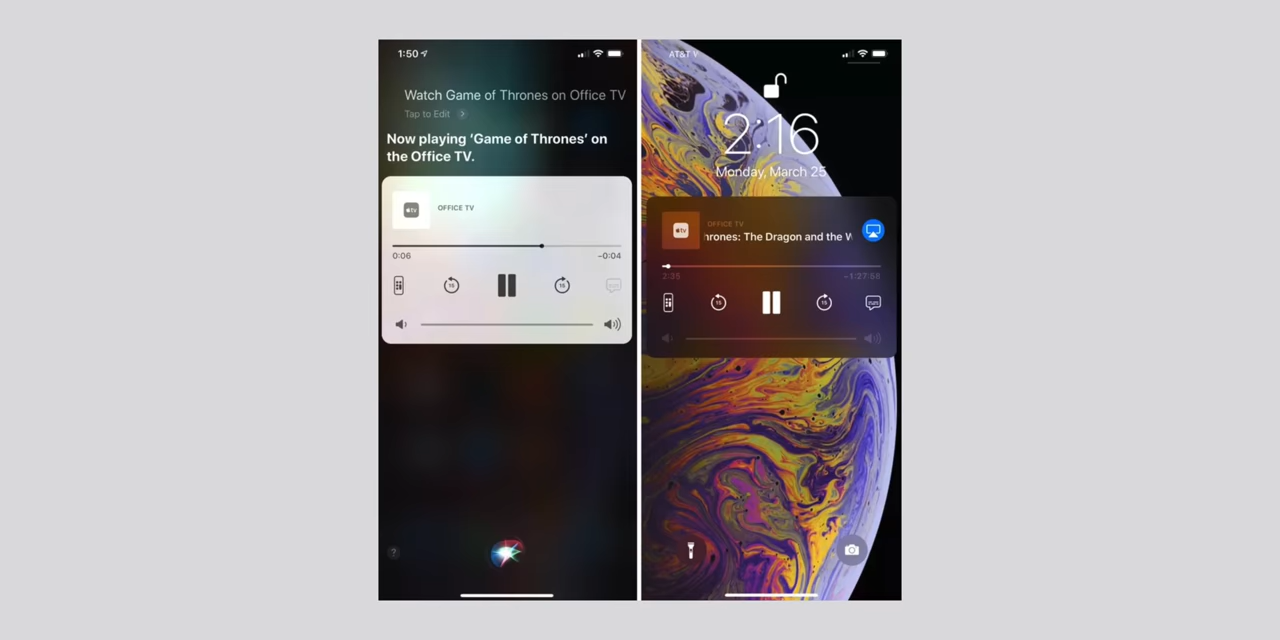 1:50
Watch Game of Thrones on Office TV
Tap to Edit
Now playing ‘Game of Thrones’ on
the Office TV.
tv
OFFICE TV
0:06
-0:04
15
15
?
AT&T
2:16
Monday, March 25
tv
OFFICE TV
hrones: The Dragon and the
2:35
-1:27:58
15
15